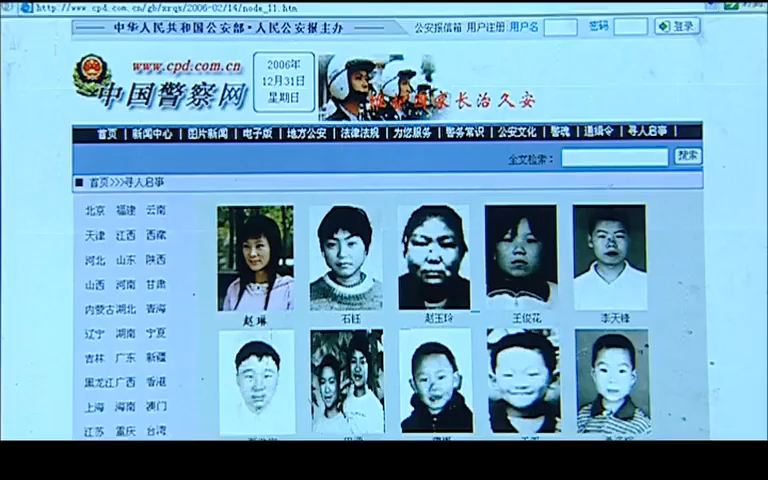 http://www.cpd.com.cn/gb/xrqs/2006-02/14/node_11.htm
中华人民共和国公安部·人民公安报主办
公安报信箱 用户注册 用户名 密码 登录
www.cpd.com.cn
中国警察网
2006年
12月31日
星期日
维护国家长治久安
首页 | 新闻中心 | 图片新闻 | 电子版 | 地方公安 | 法律法规 | 为您服务 | 警务常识 | 公安文化 | 警魂 | 通缉令 | 寻人启事 |
全文检索: 搜索
■ 首页>>>寻人启事
北京 福建 云南
天津 江西 西藏
河北 山东 陕西
山西 河南 甘肃
内蒙古 湖北 青海
辽宁 湖南 宁夏
吉林 广东 新疆
黑龙江 广西 香港
上海 海南 澳门
江苏 重庆 台湾
赵琳 石钰 赵玉玲 王俊花 李天锋